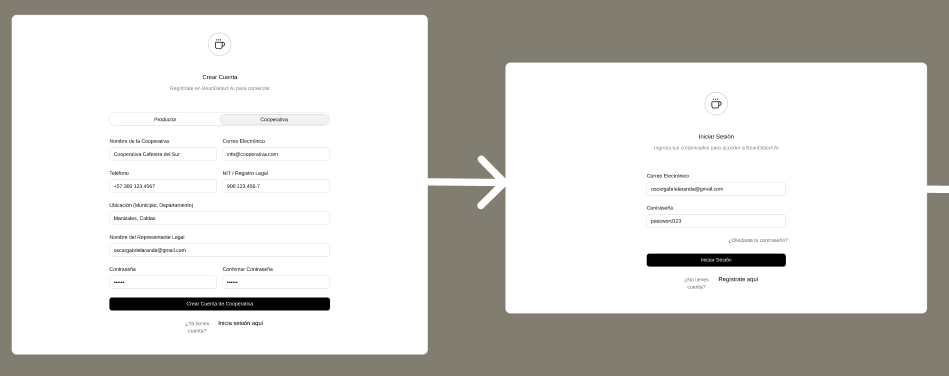 Crear Cuenta
Regístrate en BeanDetect AI para comenzar
Productor
Cooperativa
Nombre de la Cooperativa
Correo Electrónico
Cooperativa Cafetera del Sur
info@cooperativa.com
Teléfono
NIT / Registro Legal
+57 300 123 4567
900.123.456-7
Ubicación (Municipio, Departamento)
Manizales, Caldas
Nombre del Representante Legal
oscargabrielaranda@gmail.com
Contraseña
Confirmar Contraseña
••••••
••••••
Crear Cuenta de Cooperativa
¿Ya tienes
cuenta?
Inicia sesión aquí
Iniciar Sesión
Ingresa tus credenciales para acceder a BeanDetect AI
Correo Electrónico
oscargabrielaranda@gmail.com
Contraseña
password123
¿Olvidaste tu contraseña?
Iniciar Sesión
¿No tienes
cuenta?
Regístrate aquí